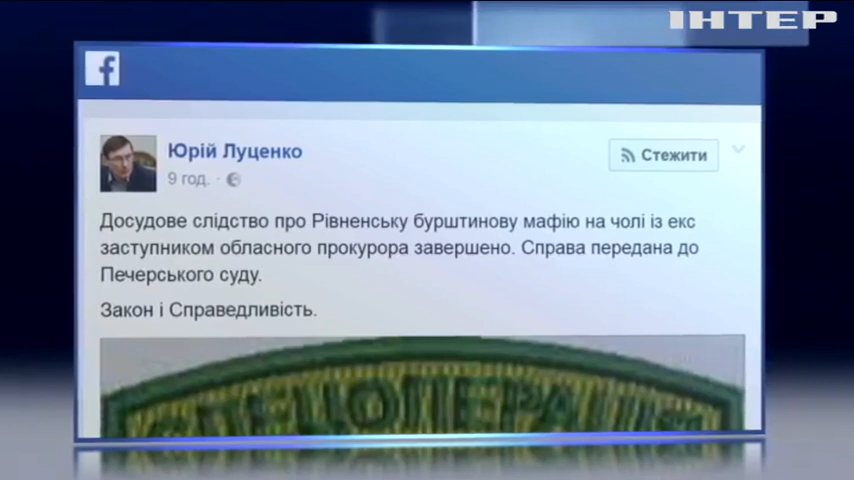 ІНТЕР
f
Юрій Луценко
Стежити
9 год.
Досудове слідство про Рівненську бурштинову мафію на чолі із екс
заступником обласного прокурора завершено. Справа передана до
Печерського суду.
Закон і Справедливість.